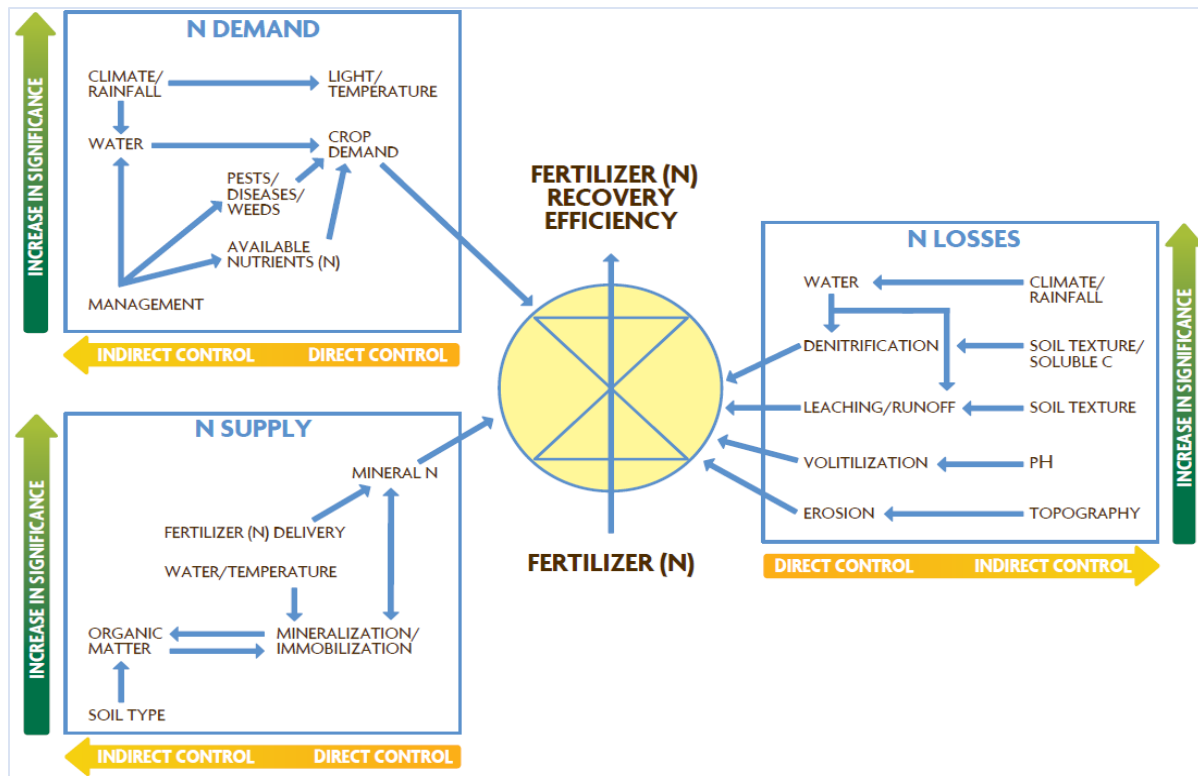 INCREASE IN SIGNIFICANCE
N DEMAND
CLIMATE/
RAINFALL
LIGHT/
TEMPERATURE
WATER
CROP
DEMAND
PESTS/
DISEASES/
WEEDS
AVAILABLE
NUTRIENTS (N)
MANAGEMENT
INDIRECT CONTROL
DIRECT CONTROL
INCREASE IN SIGNIFICANCE
N SUPPLY
MINERAL N
FERTILIZER (N) DELIVERY
WATER/TEMPERATURE
ORGANIC
MATTER
MINERALIZATION/
IMMOBILIZATION
SOIL TYPE
INDIRECT CONTROL
DIRECT CONTROL
FERTILIZER (N)
RECOVERY
EFFICIENCY
FERTILIZER (N)
N LOSSES
WATER
CLIMATE/
RAINFALL
DENITRIFICATION
SOIL TEXTURE/
SOLUBLE C
LEACHING/RUNOFF
SOIL TEXTURE
VOLITILIZATION
PH
EROSION
TOPOGRAPHY
DIRECT CONTROL
INDIRECT CONTROL
INCREASE IN SIGNIFICANCE